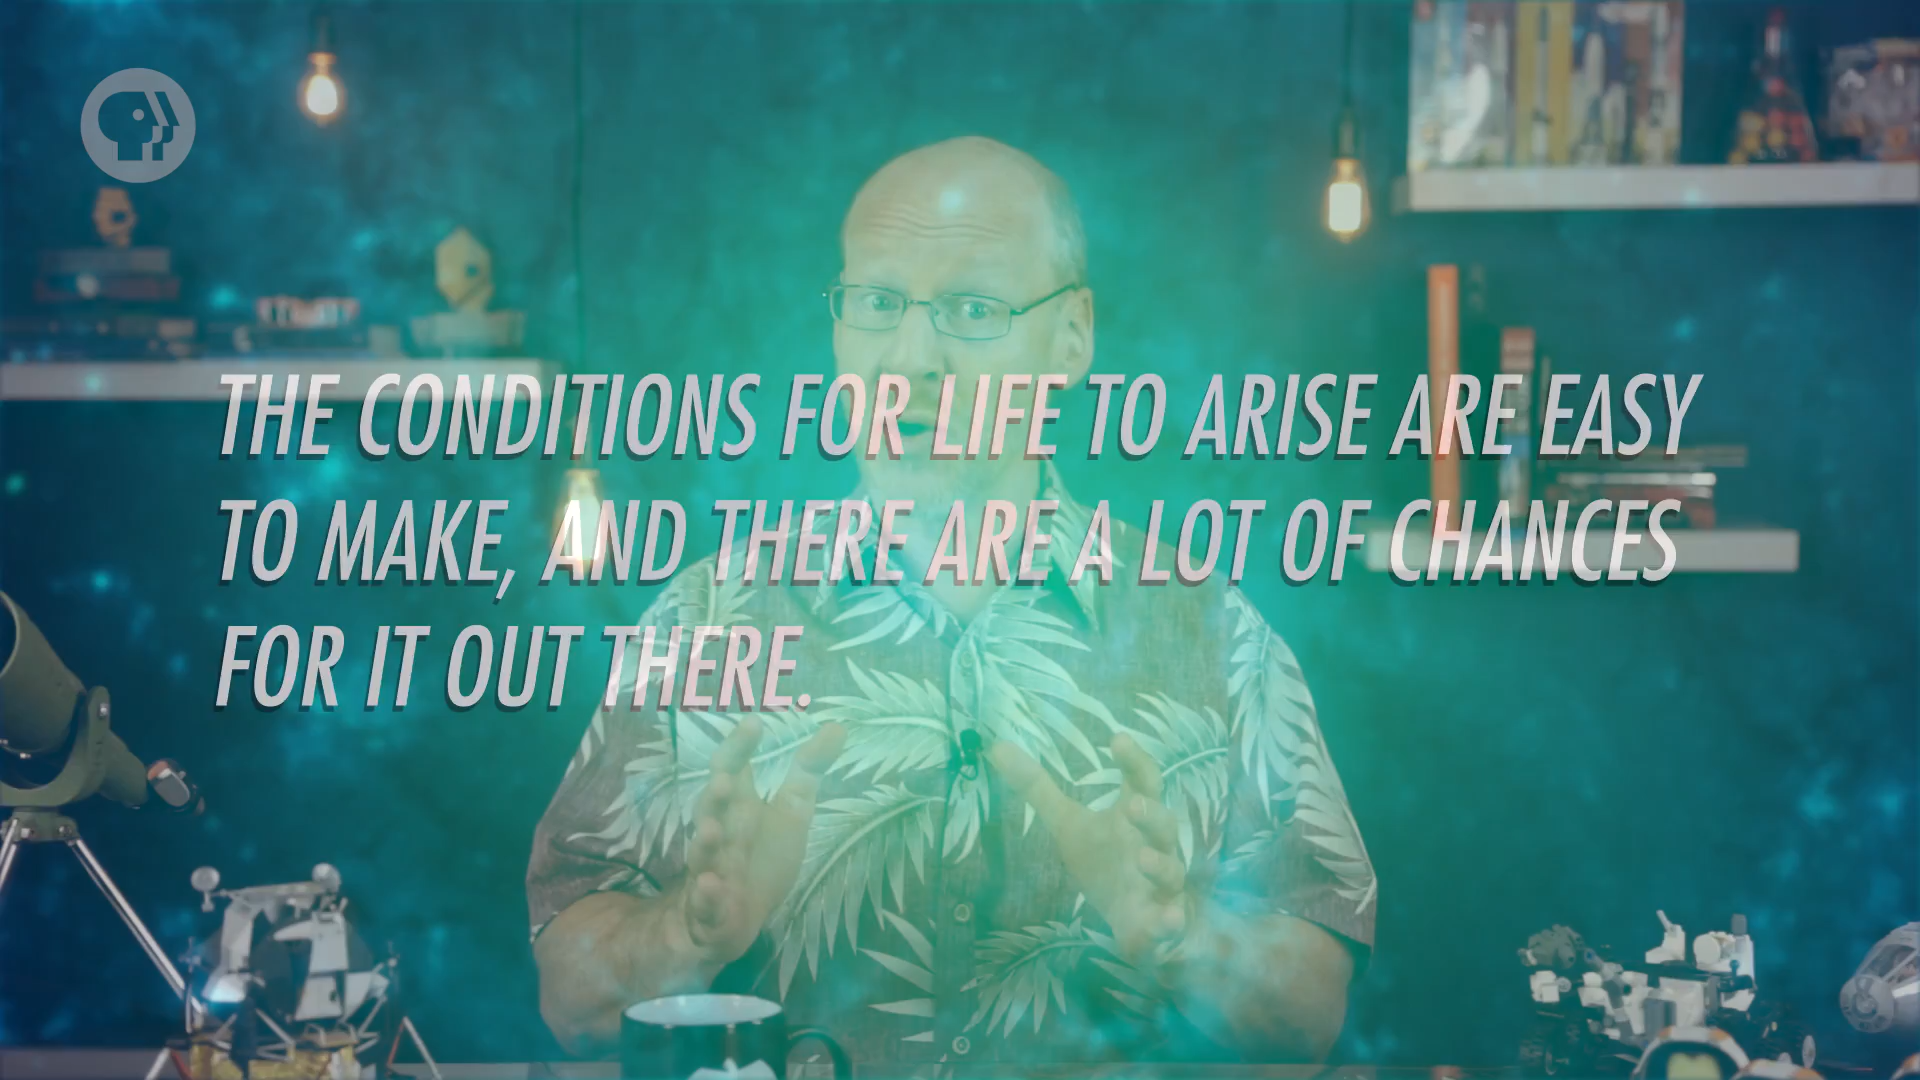 THE CONDITIONS FOR LIFE TO ARISE ARE EASY
TO MAKE, AND THERE ARE A LOT OF CHANCES
FOR IT OUT THERE.